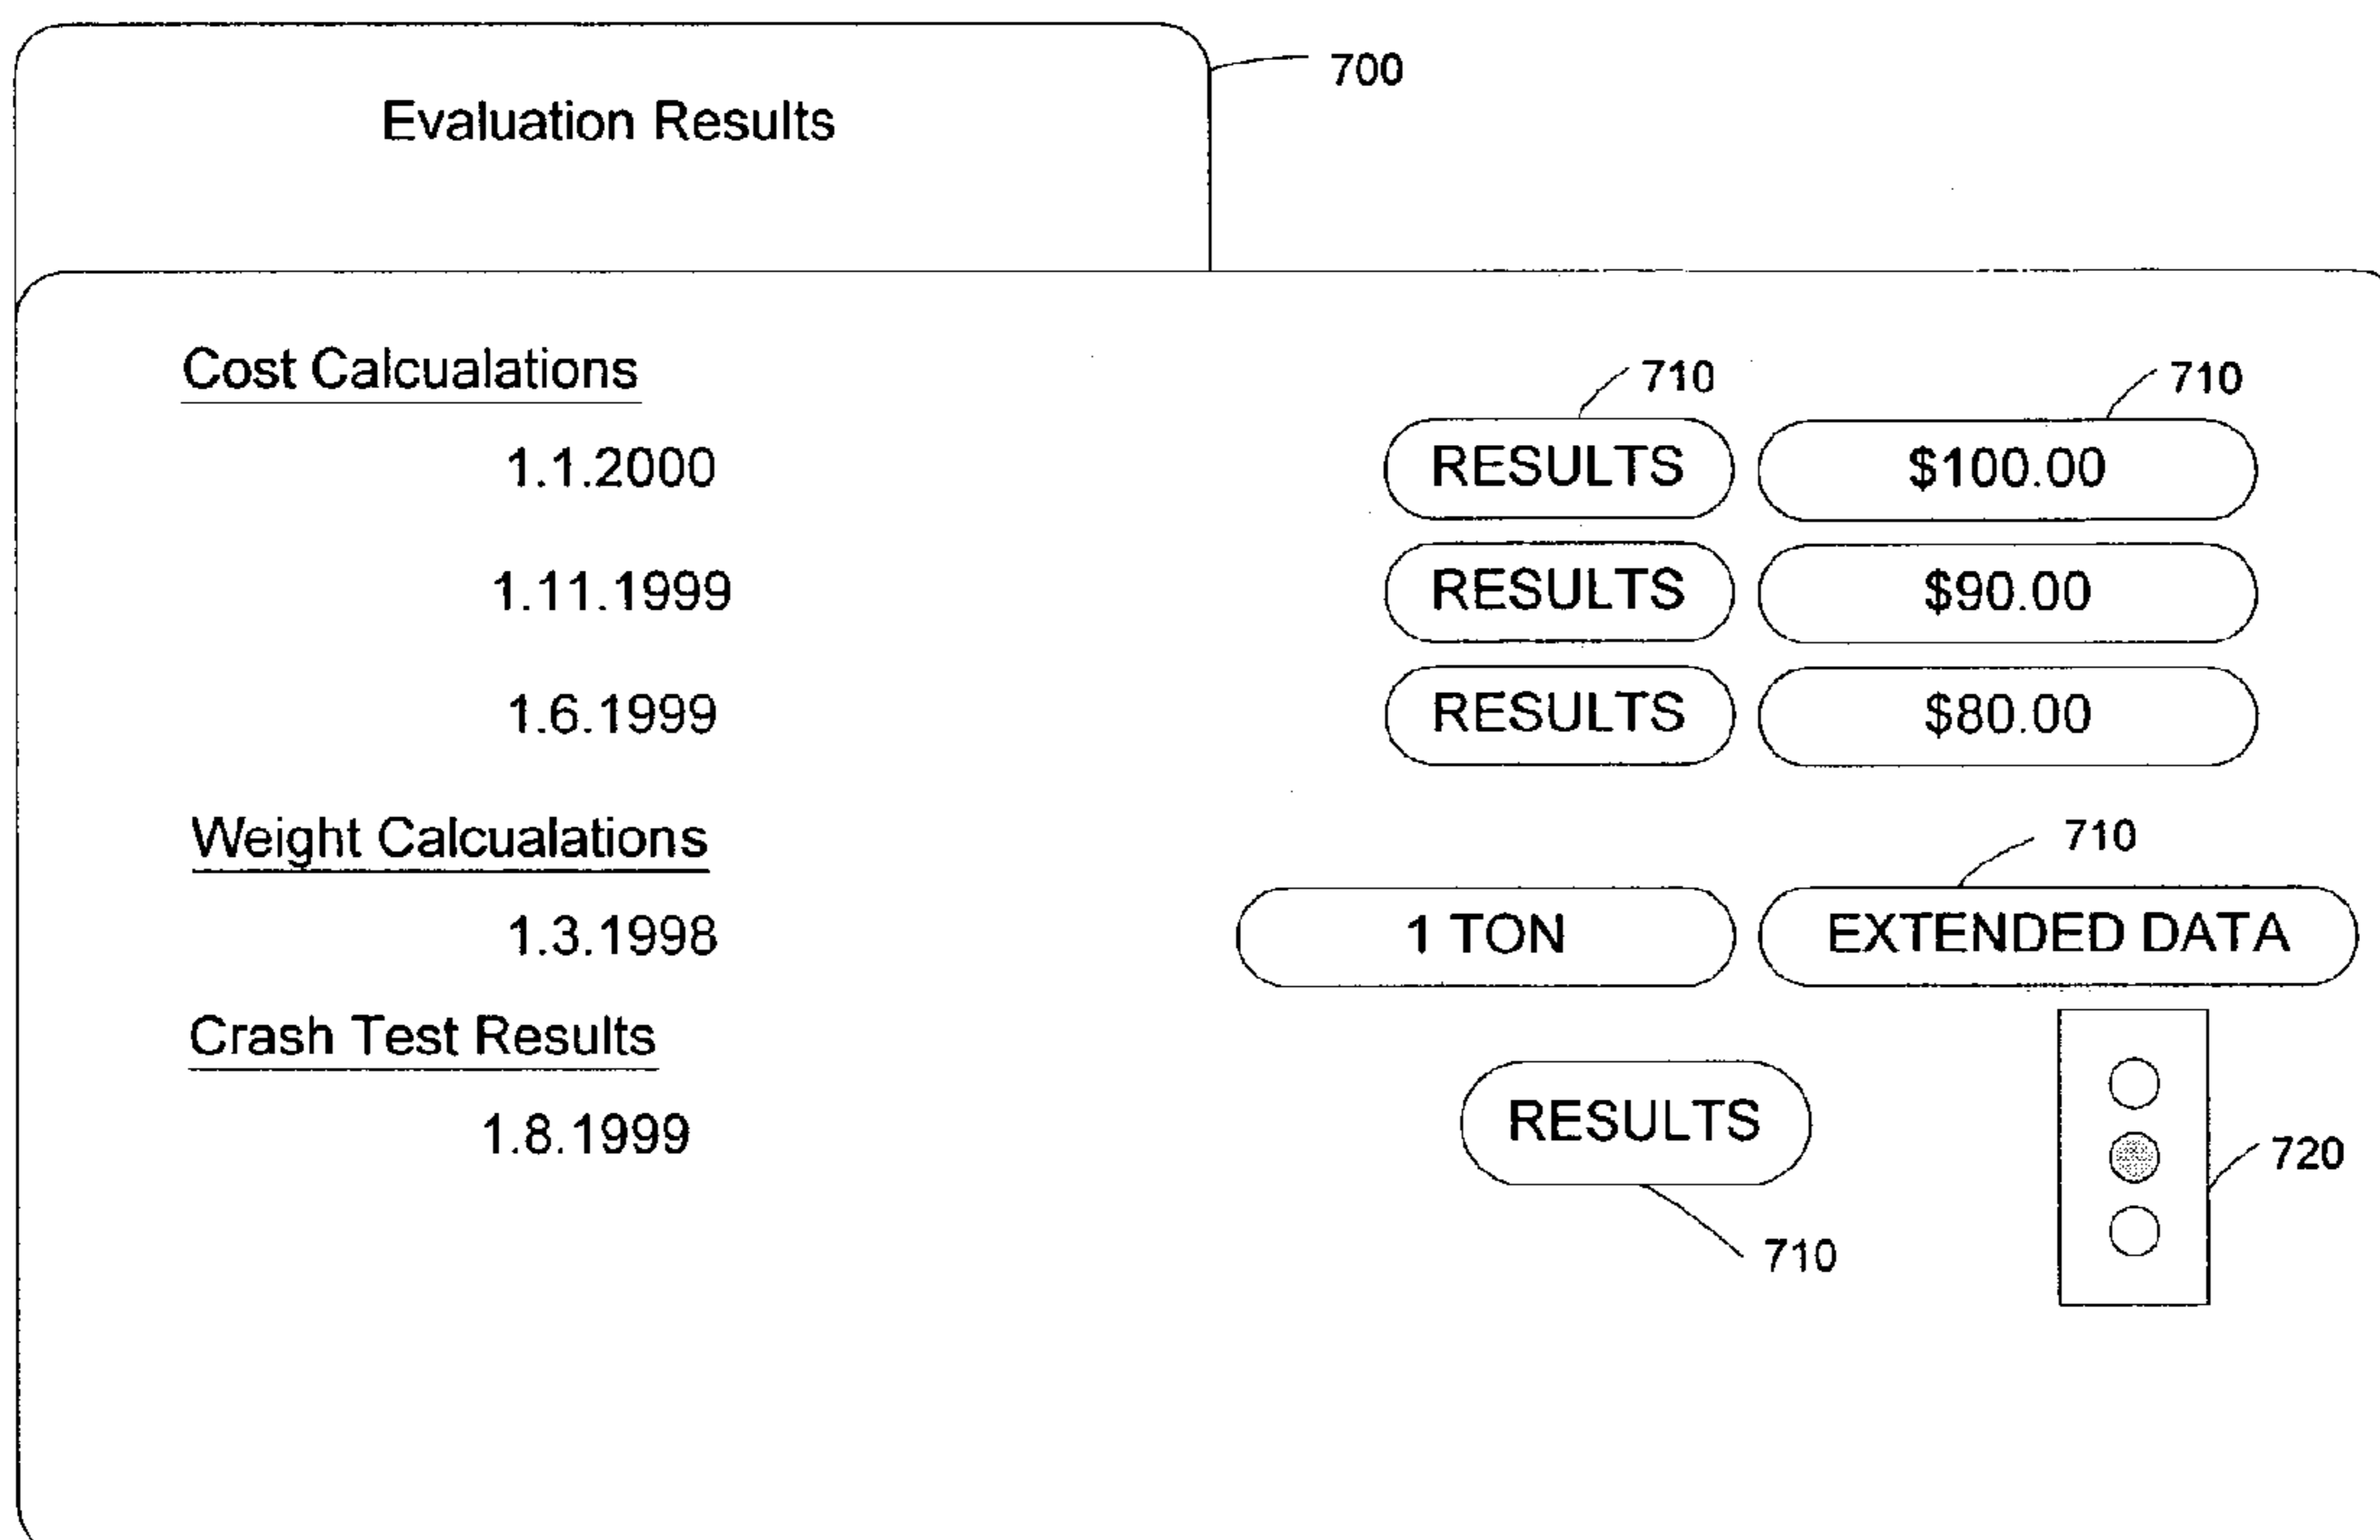 700
Evaluation Results
Cost Calcualations
710 710
1.1.2000 RESULTS $100.00
1.11.1999 RESULTS $90.00
1.6.1999 RESULTS $80.00
Weight Calcualations
710
1.3.1998 1 TON EXTENDED DATA
Crash Test Results
1.8.1999 RESULTS
720
710